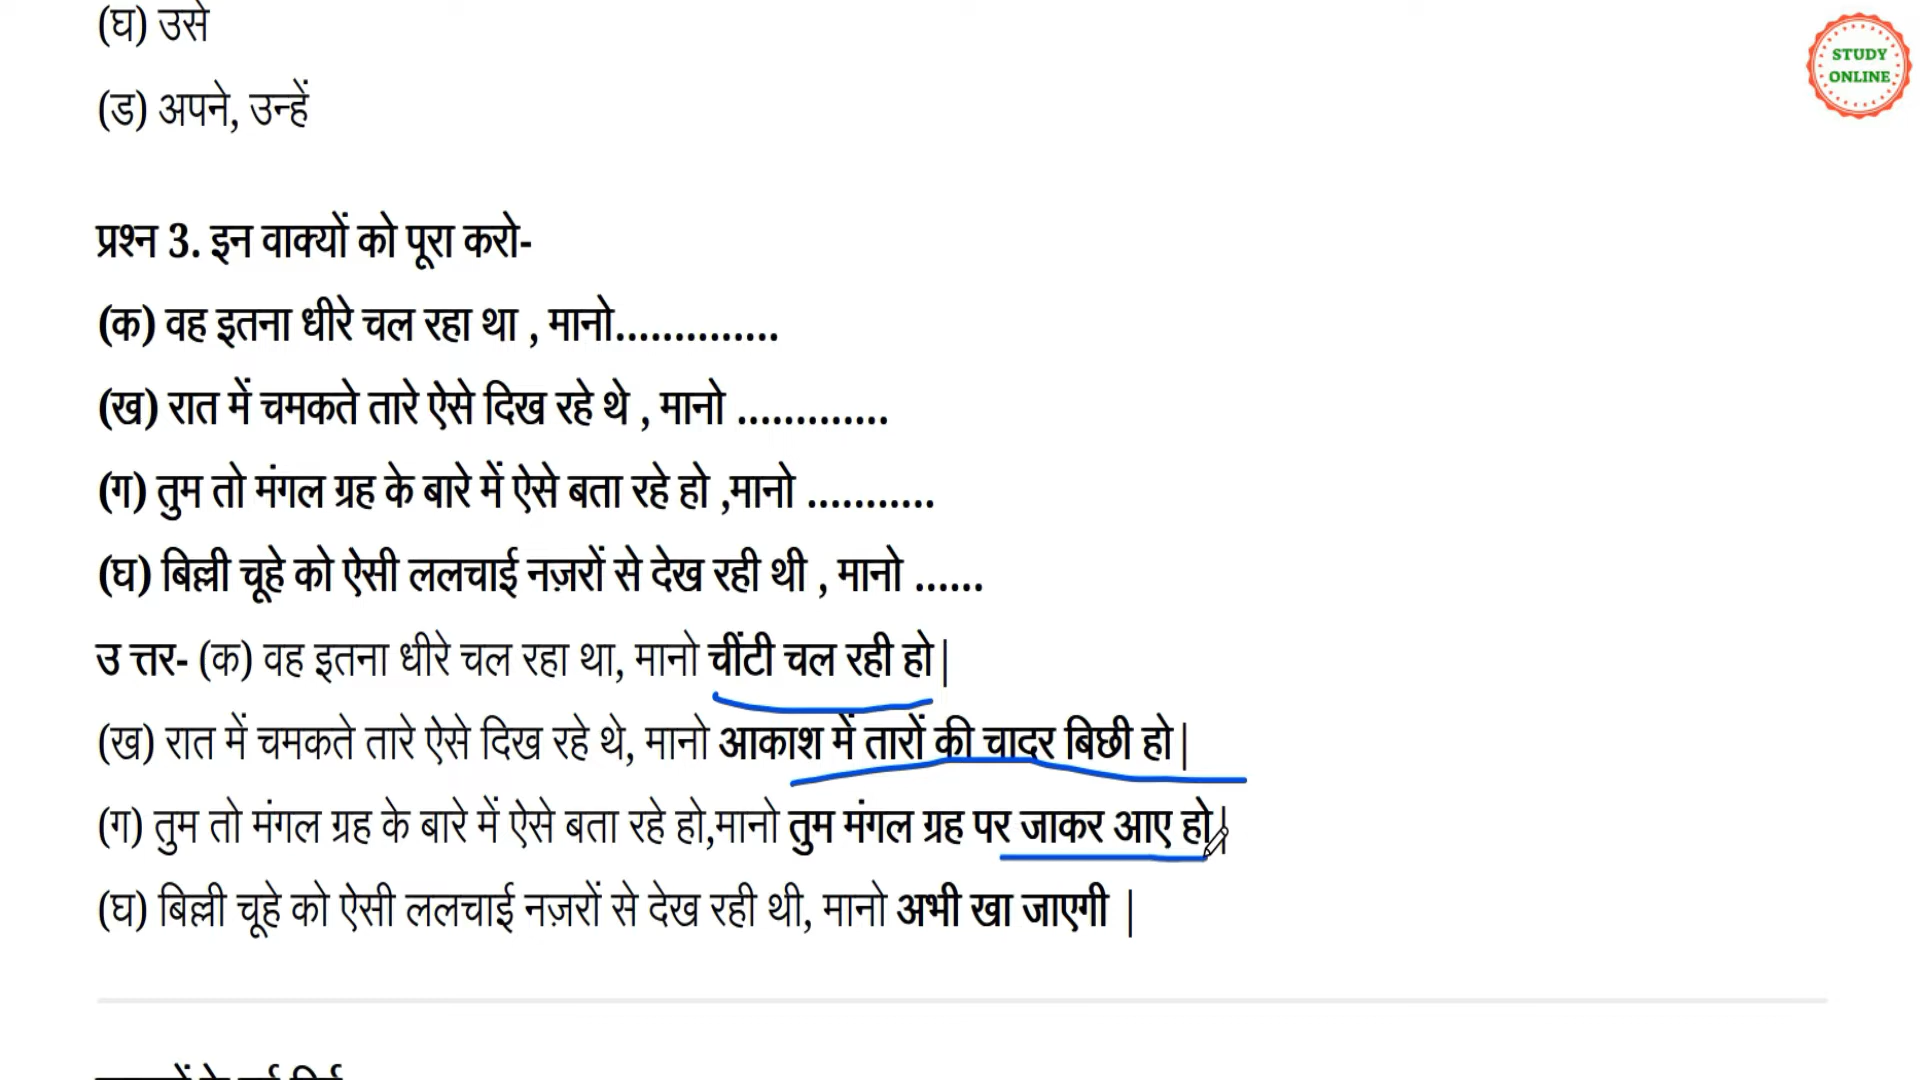 (घ) उसे
STUDY
ONLINE
(ड) अपने, उन्हें
प्रश्न 3. इन वाक्यों को पूरा करो-
(क) वह इतना धीरे चल रहा था , मानो..............
(ख) रात में चमकते तारे ऐसे दिख रहे थे , मानो .............
(ग) तुम तो मंगल ग्रह के बारे में ऐसे बता रहे हो ,मानो ...........
(घ) बिल्ली चूहे को ऐसी ललचाई नज़रों से देख रही थी , मानो ......
उ त्तर- (क) वह इतना धीरे चल रहा था, मानो चींटी चल रही हो|
(ख) रात में चमकते तारे ऐसे दिख रहे थे, मानो आकाश में तारों की चादर बिछी हो|
(ग) तुम तो मंगल ग्रह के बारे में ऐसे बता रहे हो,मानो तुम मंगल ग्रह पर जाकर आए हो|
(घ) बिल्ली चूहे को ऐसी ललचाई नज़रों से देख रही थी, मानो अभी खा जाएगी |